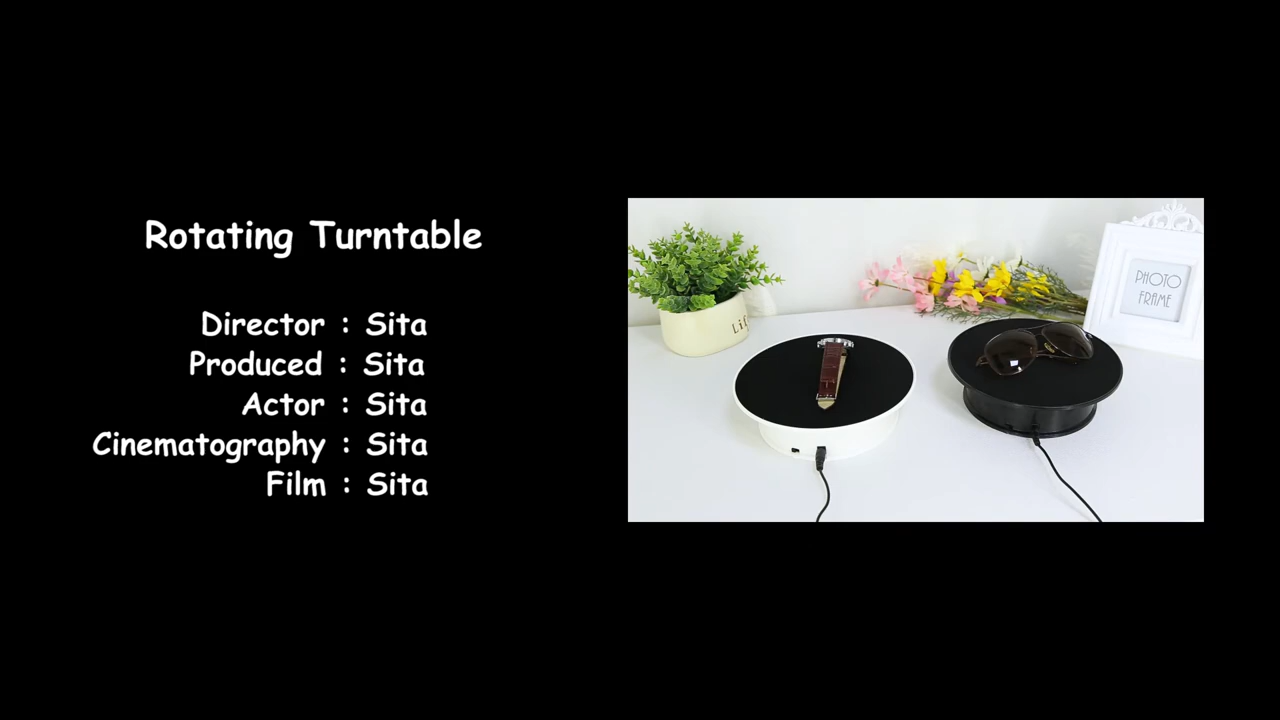 Rotating Turntable
Director : Sita
Produced : Sita
Actor : Sita
Cinematography : Sita
Film : Sita
PHOTO
FRAME